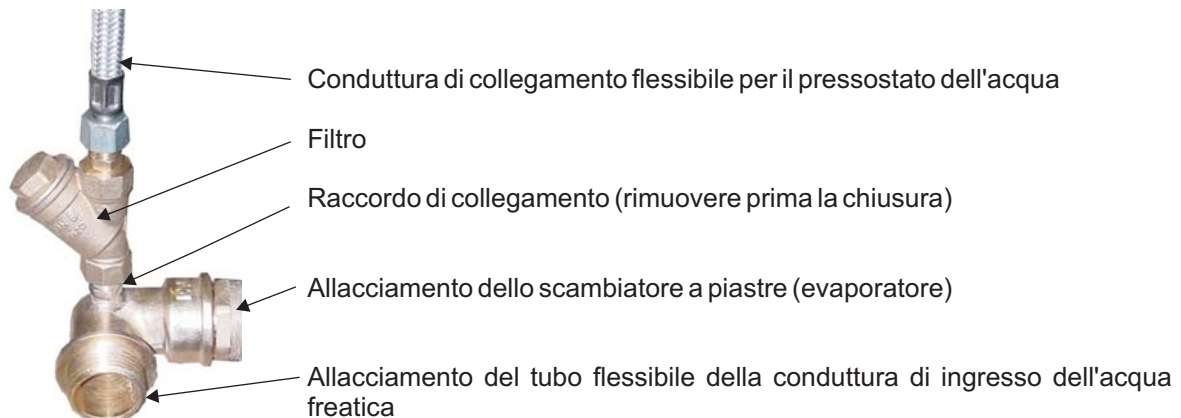 Conduttura di collegamento flessibile per il pressostato dell'acqua
Filtro
Raccordo di collegamento (rimuovere prima la chiusura)
Allacciamento dello scambiatore a piastre (evaporatore)
Allacciamento del tubo flessibile della conduttura di ingresso dell'acqua
freatica